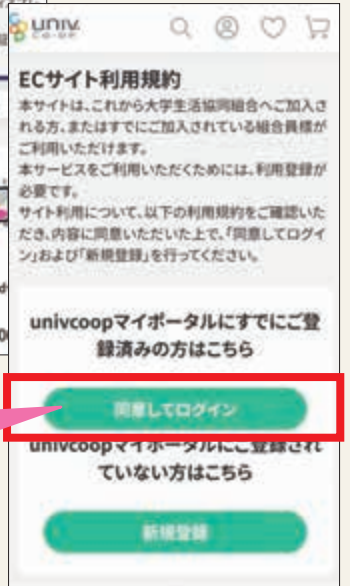 univ.
CO-OP
ECサイト利用規約
本サイトは、これから大学生活協同組合へご加入さ
れる方、またはすでにご加入されている組合員様が
ご利用いただけます。
本サービスをご利用いただくためには、利用登録が
必要です。
サイト利用について、以下の利用規約をご確認いた
だき、内容に同意いただいた上で、「同意してログイ
ン」および「新規登録」を行ってください。
univcoopマイポータルにすでにご登
録済みの方はこちら
同意してログイン
univcoopマイポータルにご登録され
ていない方はこちら
新規登録